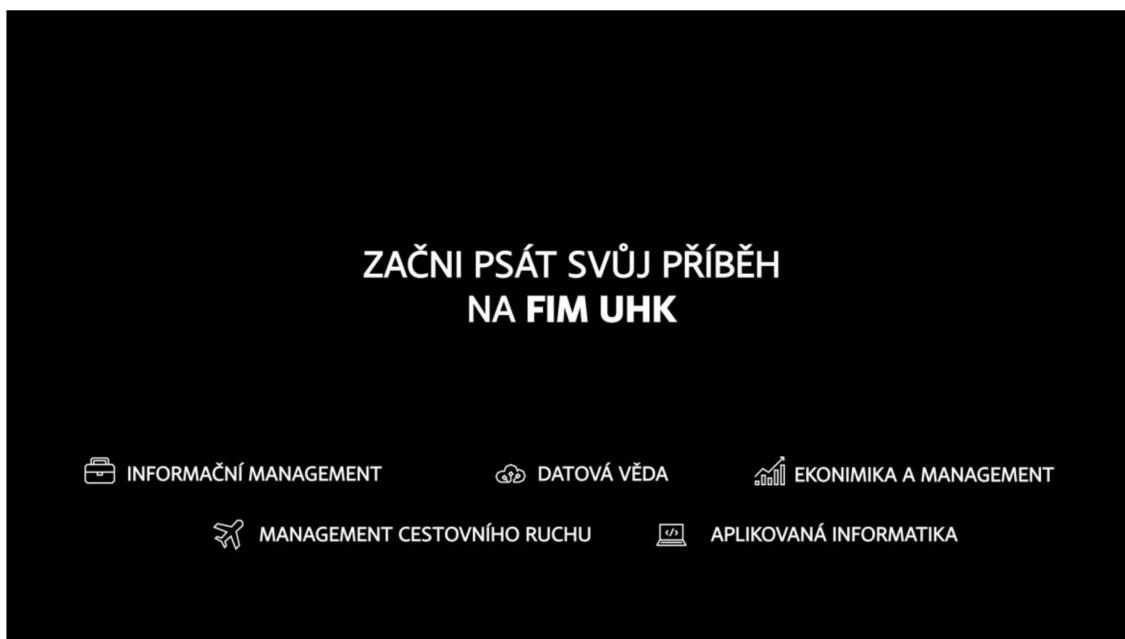 ZAČNI PSÁT SVŮJ PŘÍBĚH
NA FIM UHK
INFORMAČNÍ MANAGEMENT
DATOVÁ VĚDA
EKONIMIKA A MANAGEMENT
MANAGEMENT CESTOVNÍHO RUCHU
APLIKOVANÁ INFORMATIKA